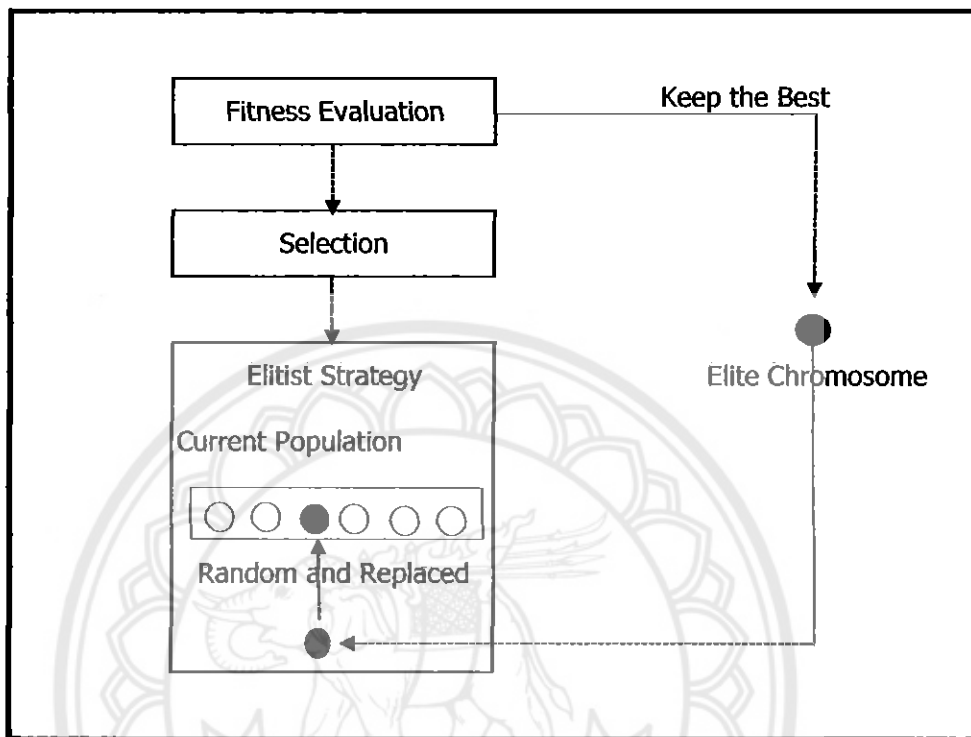 Fitness Evaluation
Keep the Best
Selection
Elitist Strategy
Elite Chromosome
Current Population
Random and Replaced